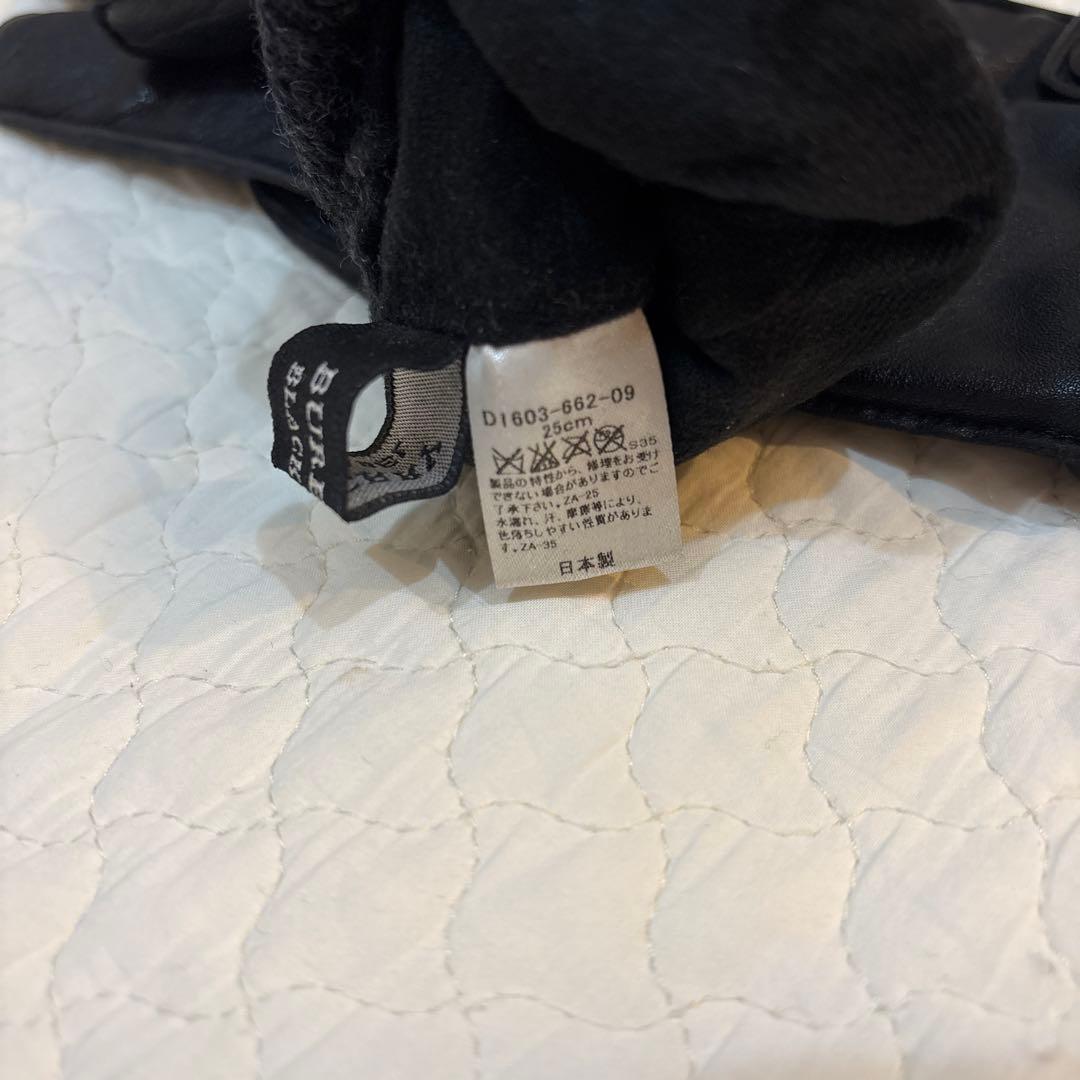 BURB
BLACK
D1603-662-09
25cm
S35
製品の特性から、修理をお受け
できない場合がありますのでご
了承下さい。ZA-25
水濡れ、汗、摩擦等により、
色落ちしやすい性質がありま
す。ZA-35
日本製